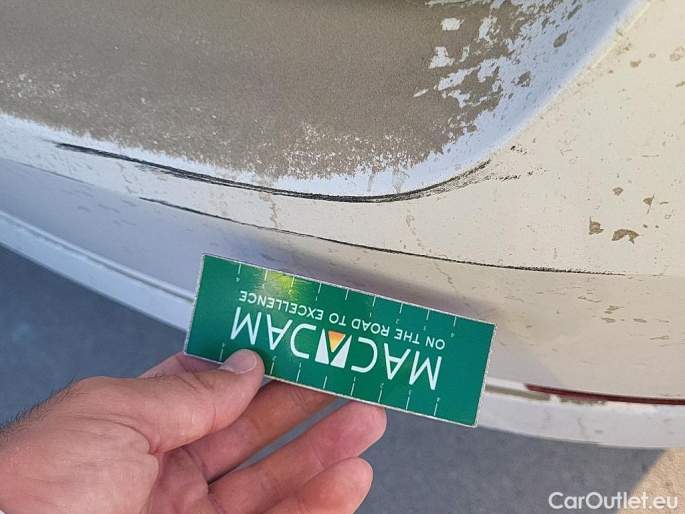 MACADAM
ON THE ROAD TO EXCELLENCE
CarOutlet.eu